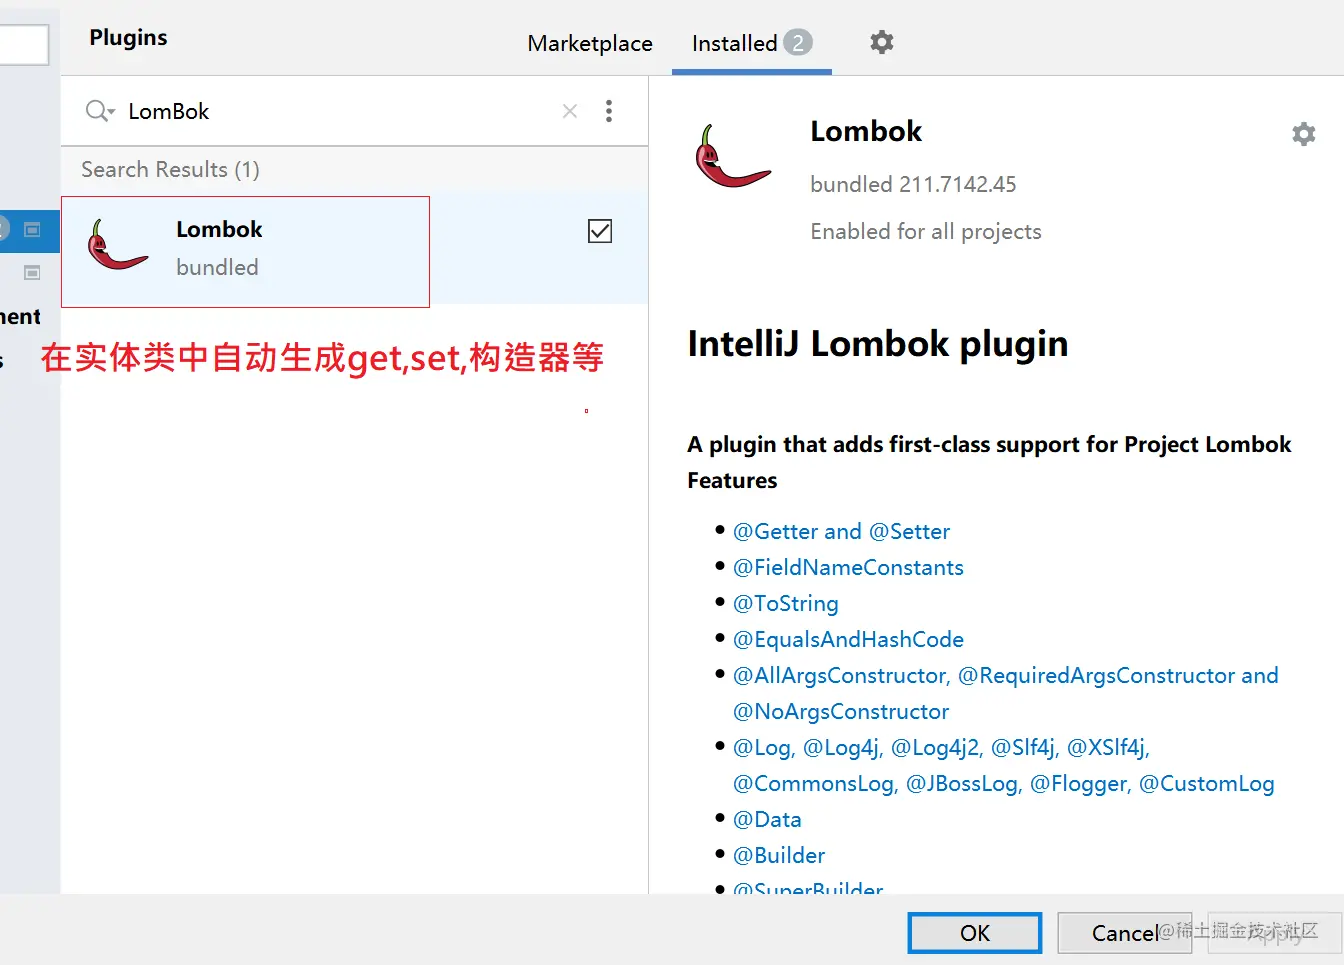 Plugins
Marketplace
Installed 2
LomBok
Search Results (1)
Lombok
bundled
在实体类中自动生成get,set,构造器等
Lombok
bundled 211.7142.45
Enabled for all projects
IntelliJ Lombok plugin
A plugin that adds first-class support for Project Lombok
Features
@Getter and @Setter
@FieldNameConstants
@ToString
@EqualsAndHashCode
@AllArgsConstructor, @RequiredArgsConstructor and
@NoArgsConstructor
@Log, @Log4j, @Log4j2, @Slf4j, @XSlf4j,
@CommonsLog, @JBossLog, @Flogger, @CustomLog
@Data
@Builder
@SuperBuilder
OK
Cancel
Apply
@稀土掘金技术社区